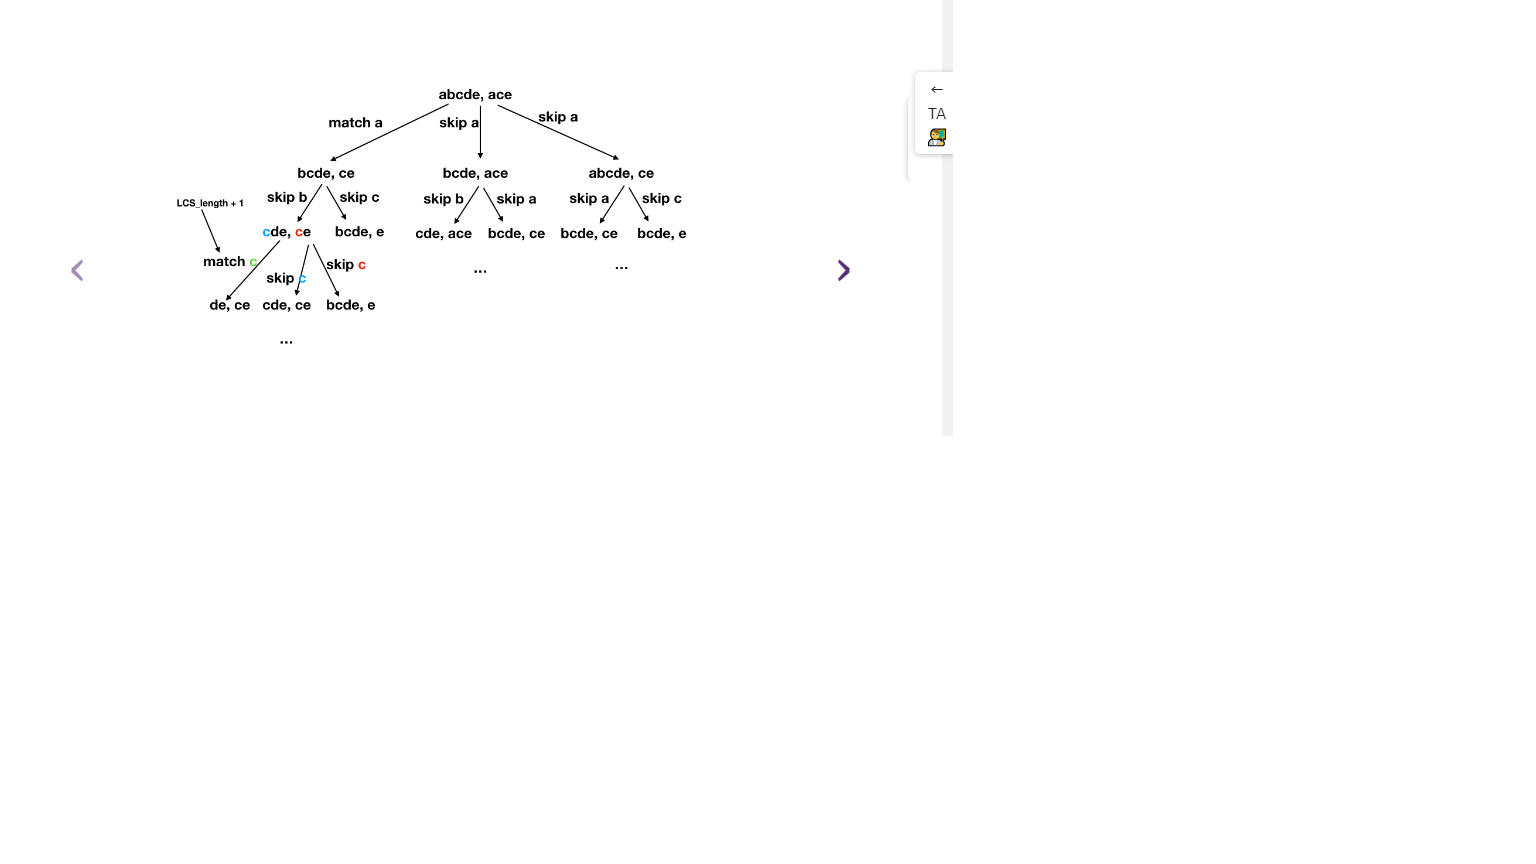 abcde, ace
match a
skip a
skip a
bcde, ce
bcde, ace
abcde, ce
skip b
skip c
skip b
skip a
skip a
skip c
LCS_length + 1
cde, ce
bcde, e
cde, ace
bcde, ce
bcde, ce
bcde, e
match c
skip c
skip c
...
...
de, ce
cde, ce
bcde, e
...
←
TA